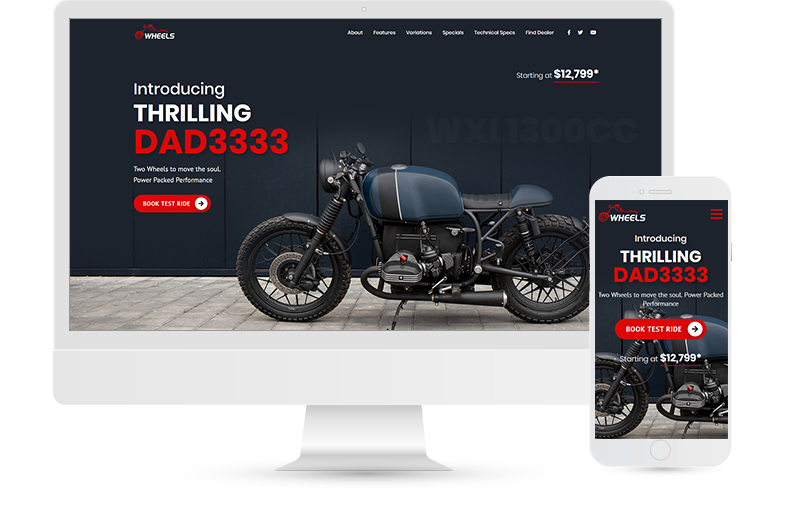 WHEELS
About Features Variations Specials Technical Specs Find Dealer
Starting at $12,799*
Introducing
THRILLING
DAD3333
WXL1300CC
Two Wheels to move the soul,
Power Packed Performance
BOOK TEST RIDE
WHEELS
Introducing
THRILLING
DAD3333
Two Wheels to move the soul, Power Packed
Performance
BOOK TEST RIDE
Starting at $12,799*